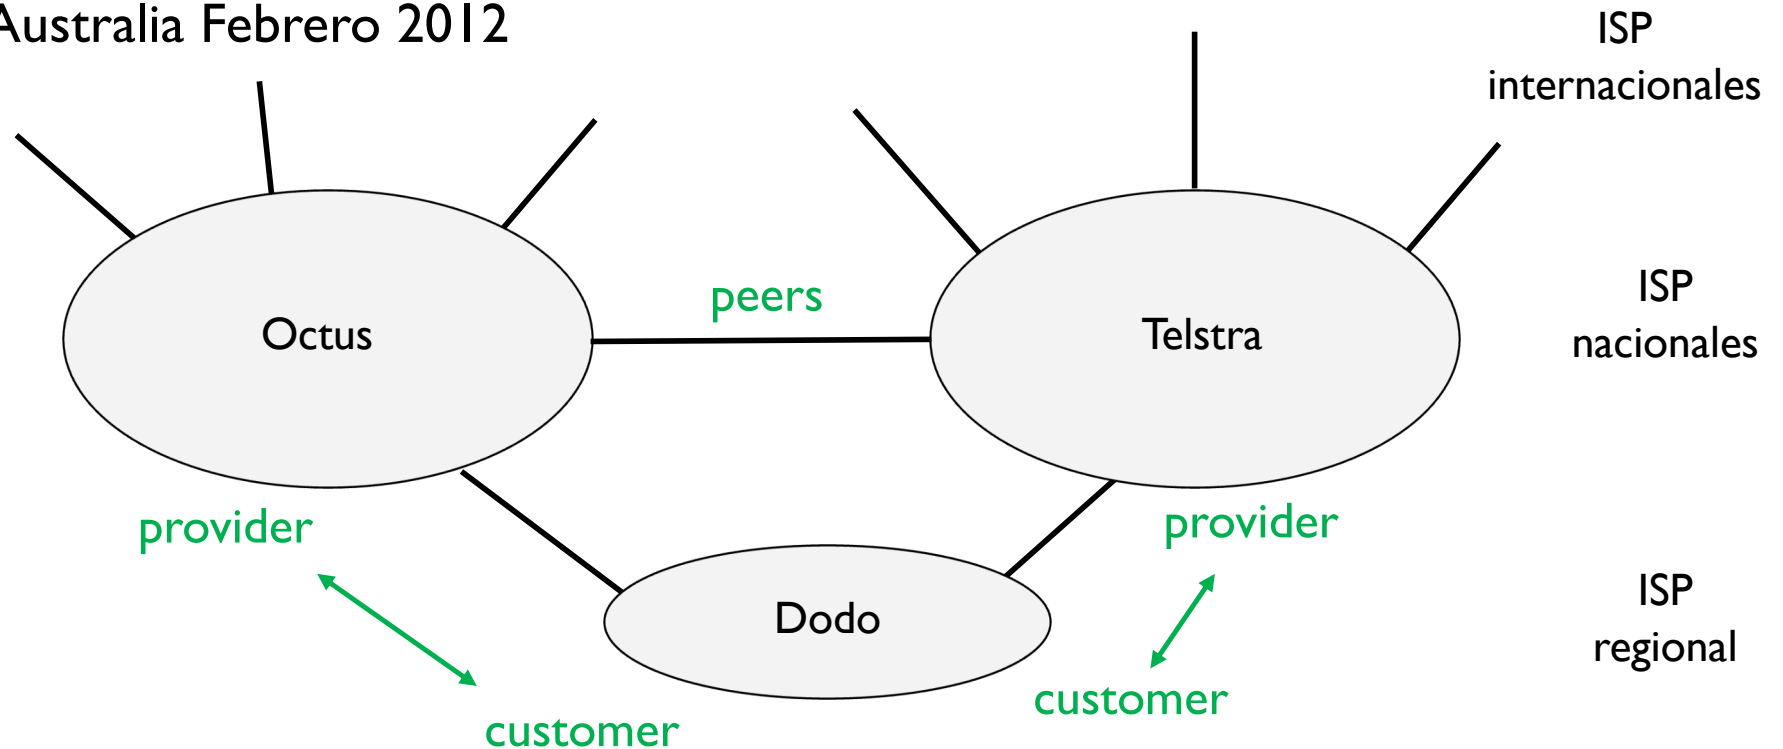 Australia Febrero 2012
ISP
internacionales
peers
Octus
Telstra
ISP
nacionales
provider
provider
Dodo
ISP
regional
customer
customer